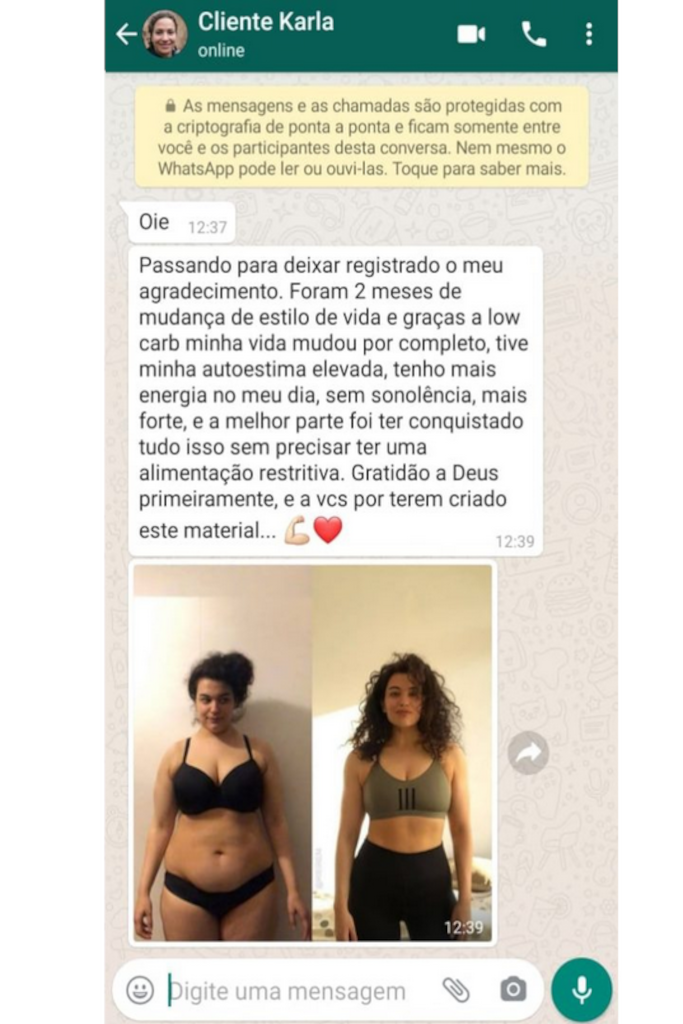 Cliente Karla
online
As mensagens e as chamadas são protegidas com
a criptografia de ponta a ponta e ficam somente entre
você e os participantes desta conversa. Nem mesmo o
WhatsApp pode ler ou ouvi-las. Toque para saber mais.
Oie 12:37
Passando para deixar registrado o meu
agradecimento. Foram 2 meses de
mudança de estilo de vida e graças a low
carb minha vida mudou por completo, tive
minha autoestima elevada, tenho mais
energia no meu dia, sem sonolência, mais
forte, e a melhor parte foi ter conquistado
tudo isso sem precisar ter uma
alimentação restritiva. Gratidão a Deus
primeiramente, e a vcs por terem criado
este material... 💪🏻❤️
12:39
12:39
Digite uma mensagem